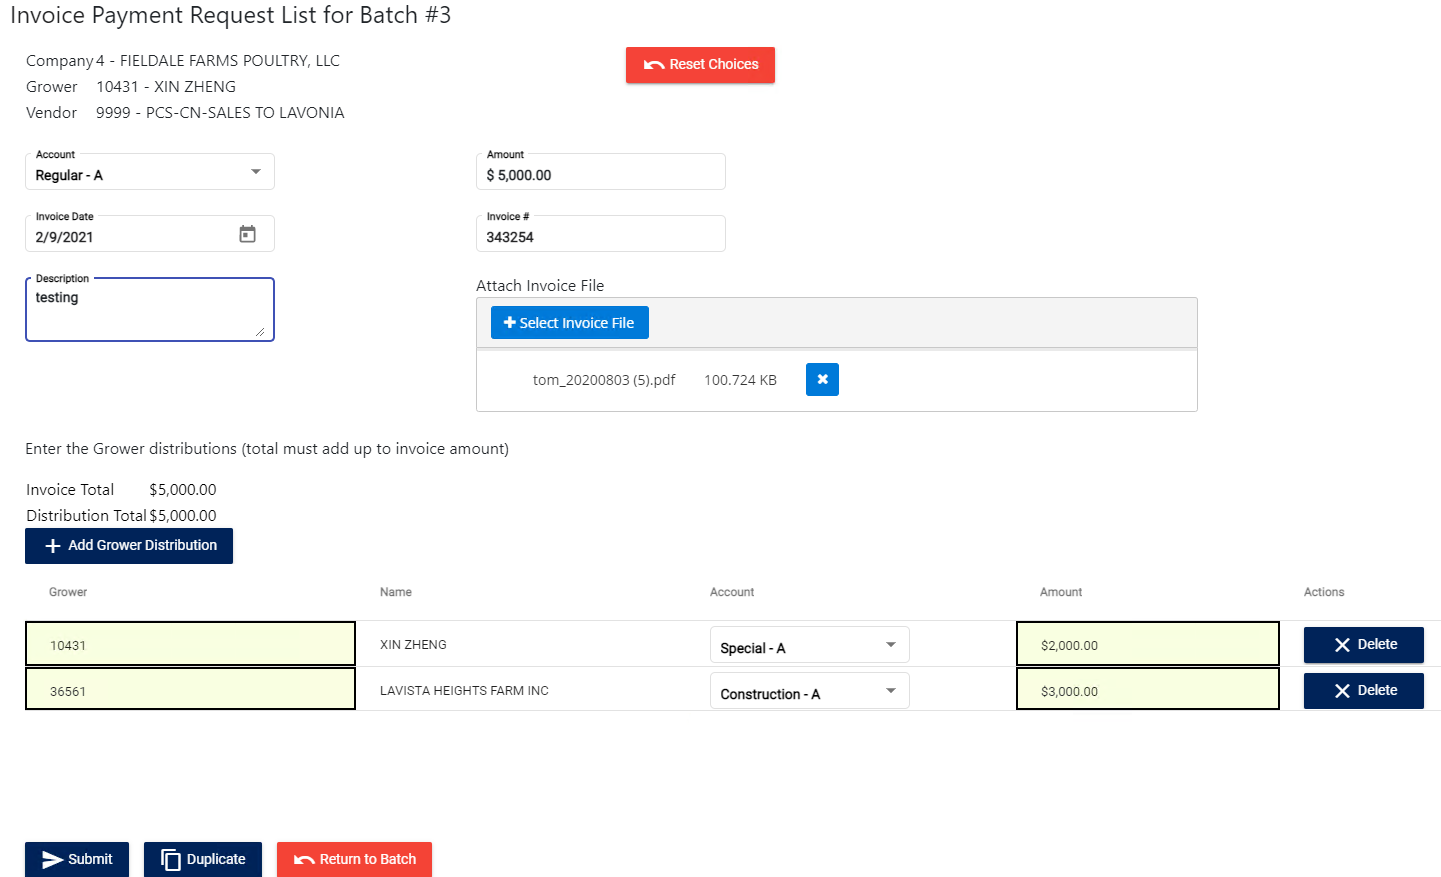 Invoice Payment Request List for Batch #3
Company 4 - FIELDALE FARMS POULTRY, LLC
Reset Choices
Grower 10431 - XIN ZHENG
Vendor 9999 - PCS-CN-SALES TO LAVONIA
Account
Regular - A
Amount
$ 5,000.00
Invoice Date
2/9/2021
Invoice #
343254
Description
testing
Attach Invoice File
Select Invoice File
tom_20200803 (5).pdf 100.724 KB
Enter the Grower distributions (total must add up to invoice amount)
Invoice Total $5,000.00
Distribution Total $5,000.00
Add Grower Distribution
Grower Name Account Amount Actions
10431 XIN ZHENG Special - A $2,000.00 Delete
36561 LAVISTA HEIGHTS FARM INC Construction - A $3,000.00 Delete
Submit Duplicate Return to Batch